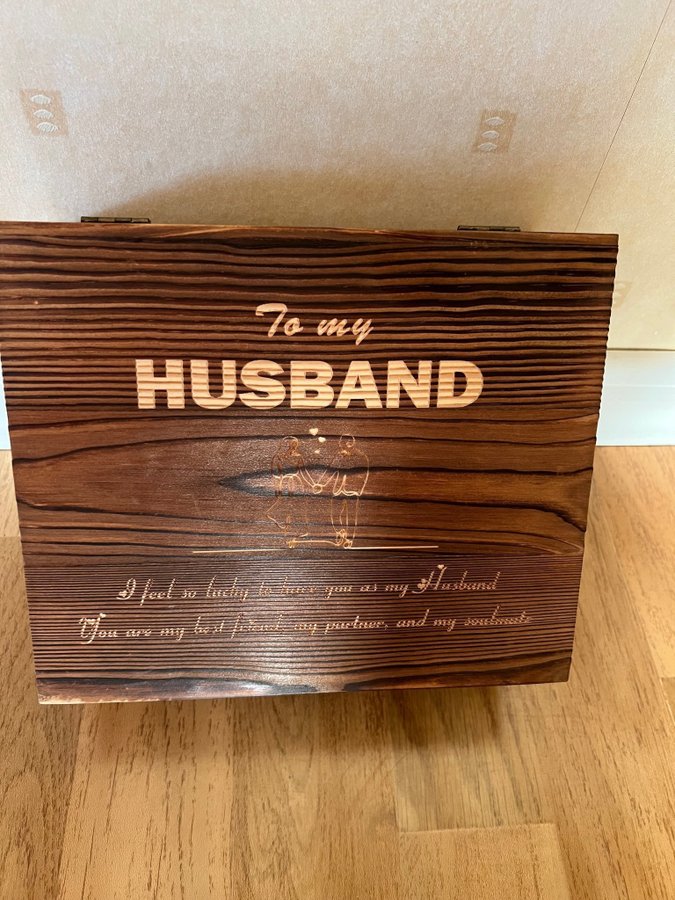 To my
HUSBAND
I feel so lucky to have you as my Husband
You are my best friend, my partner, and my soulmate